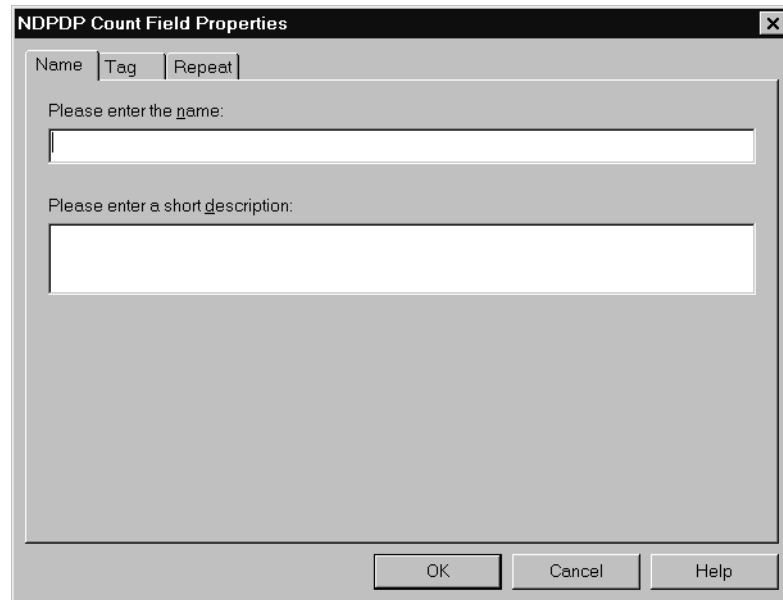 NDPDP Count Field Properties
Name Tag Repeat
Please enter the name:
Please enter a short description:
OK Cancel Help